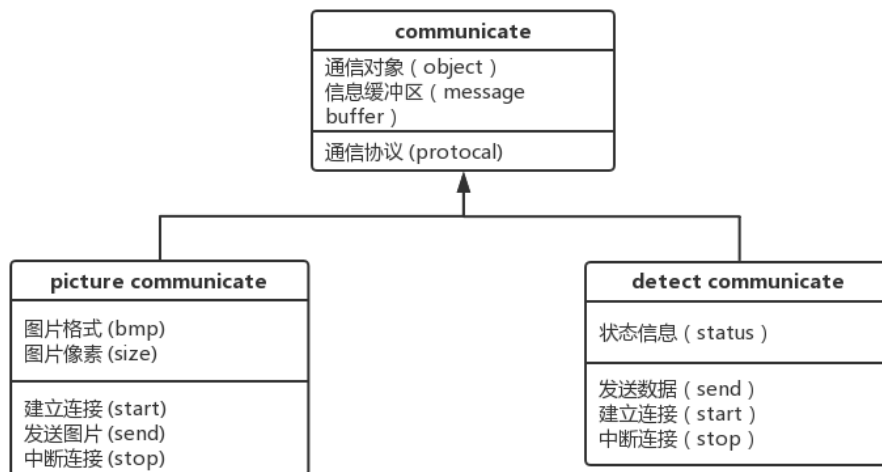 communicate
通信对象（object）
信息缓冲区（message
buffer）
通信协议 (protocal)
picture communicate
图片格式 (bmp)
图片像素 (size)
建立连接 (start)
发送图片 (send)
中断连接 (stop)
detect communicate
状态信息（status）
发送数据（send）
建立连接（start）
中断连接（stop）